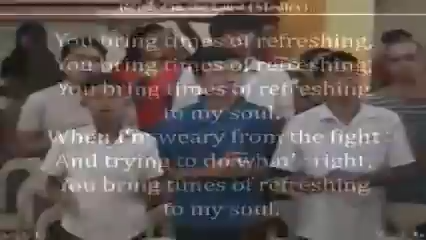 You bring times of refreshing,
You bring times of refreshing
You bring times of refreshing
to my soul.
When I'm weary from the fight
And trying to do what's right,
You bring times of refreshing
to my soul.